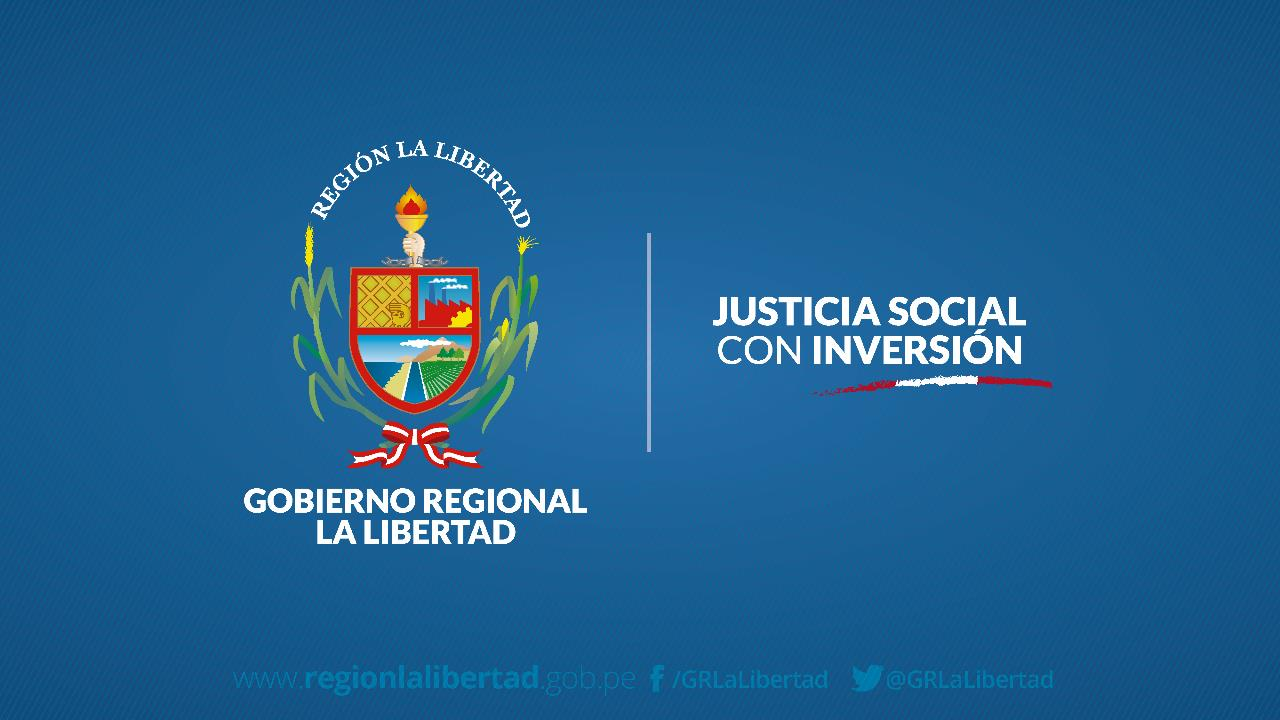 REGIÓN LA LIBERTAD
GOBIERNO REGIONAL
LA LIBERTAD
JUSTICIA SOCIAL
CON INVERSIÓN
www.regionlalibertad.gob.pe /GRLaLibertad @GRLaLibertad